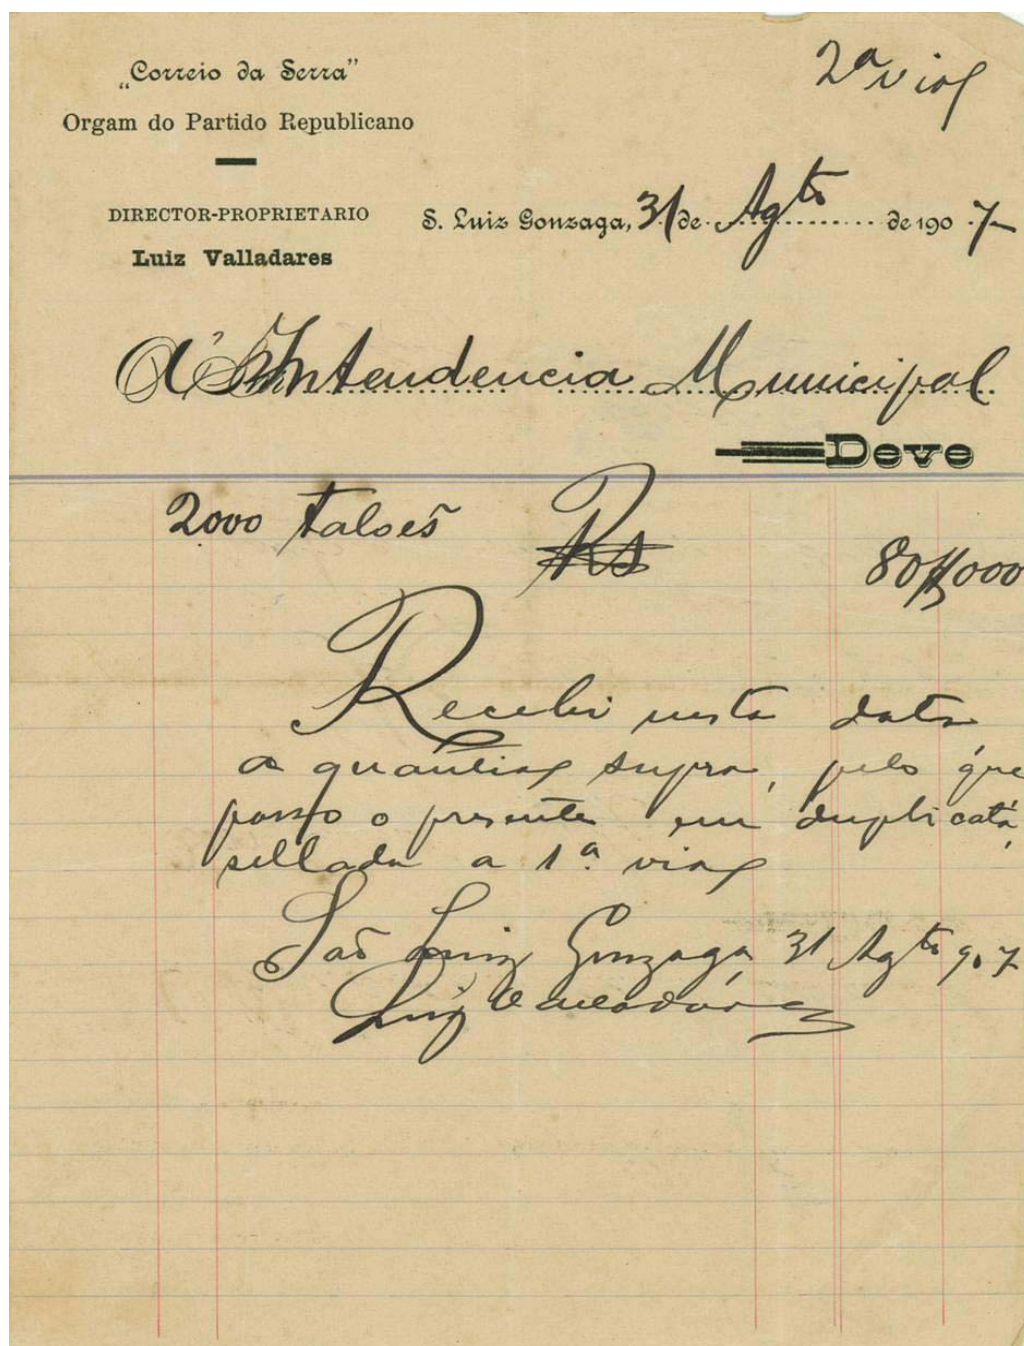 „Correio da Serra”
Orgam do Partido Republicano
2ª via
DIRECTOR-PROPRIETARIO
Luiz Valladares
S. Luiz Gonzaga, 31 de Agto de 1907
A' Intendencia Municipal
Deve
2000 talões Rs 80$000
Recebi nesta data
a quantia supra, pelo que
passo o presente em duplicata,
sellada a 1ª via
São Luiz Gonzaga, 31 Agto 907
Luiz Valladares